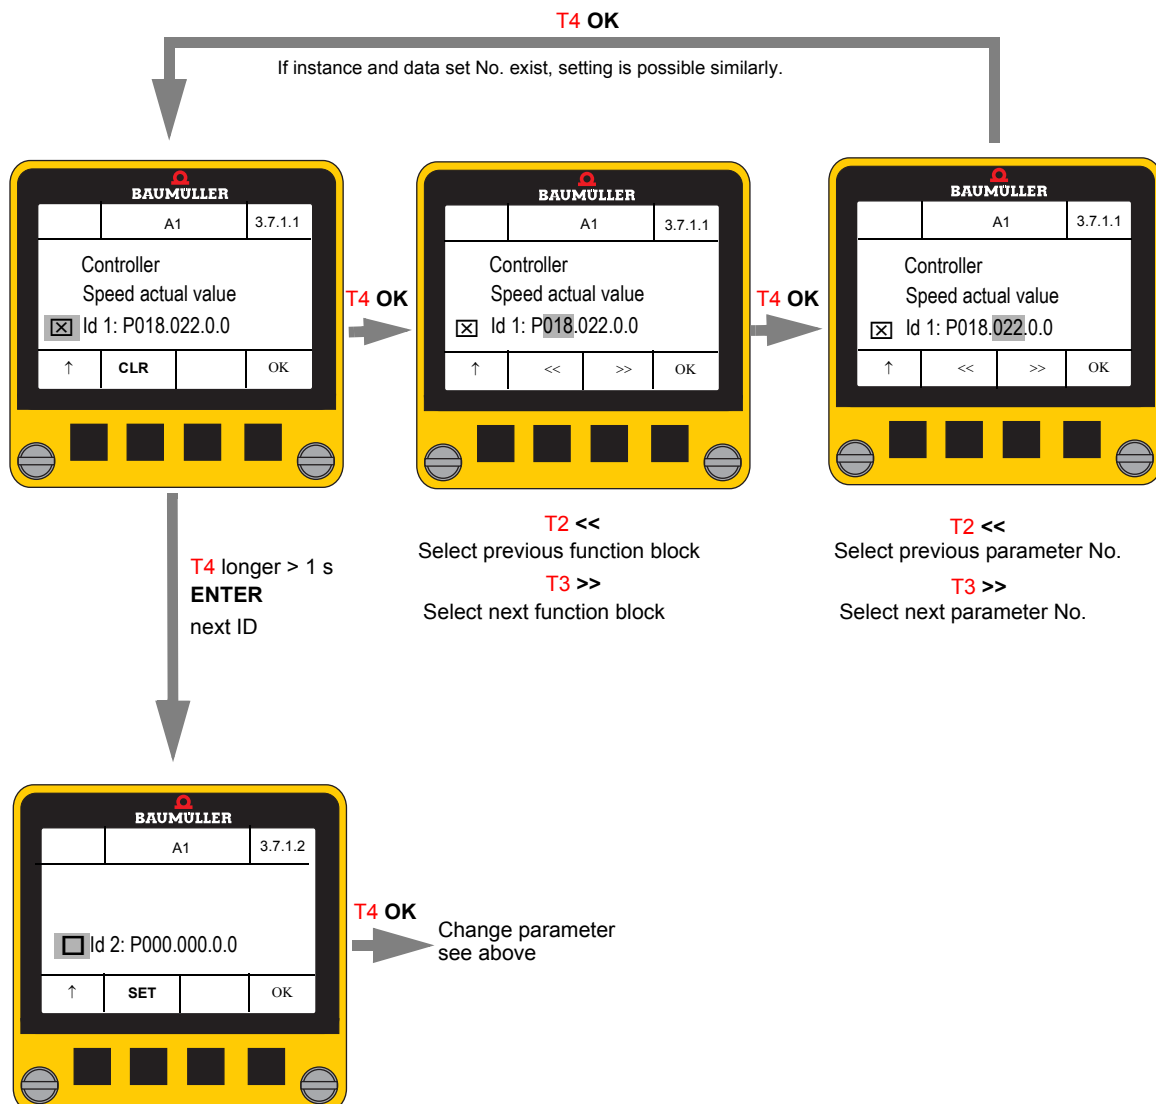 T4 OK
If instance and data set No. exist, setting is possible similarly.
BAUMÜLLER
A1 3.7.1.1
Controller
Speed actual value
☒ Id 1: P018.022.0.0
↑ CLR OK
T4 OK
BAUMÜLLER
A1 3.7.1.1
Controller
Speed actual value
☒ Id 1: P018.022.0.0
↑ << >> OK
T4 OK
BAUMÜLLER
A1 3.7.1.1
Controller
Speed actual value
☒ Id 1: P018.022.0.0
↑ << >> OK
T4 longer > 1 s
ENTER
next ID
T2 <<
Select previous function block
T3 >>
Select next function block
T2 <<
Select previous parameter No.
T3 >>
Select next parameter No.
BAUMÜLLER
A1 3.7.1.2
☐ Id 2: P000.000.0.0
↑ SET OK
T4 OK
Change parameter
see above